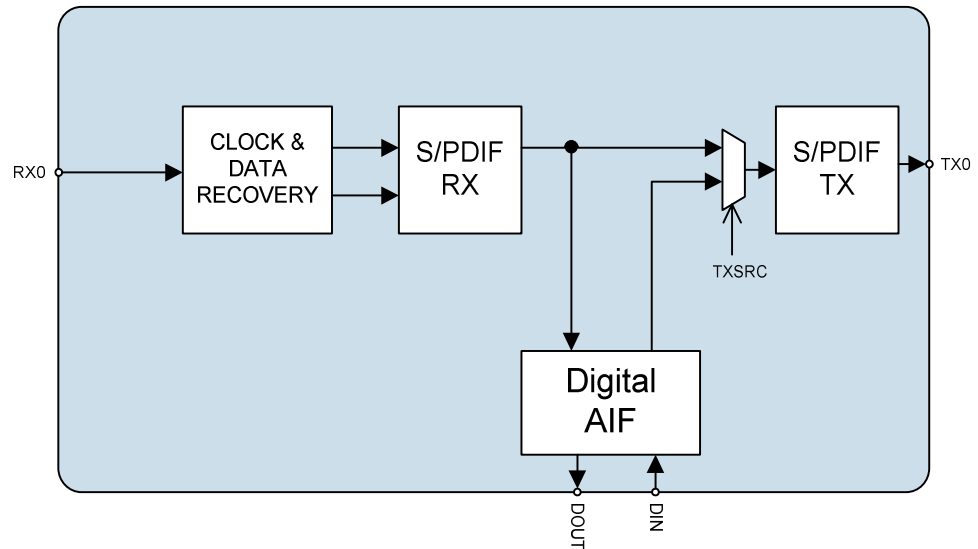 RX0
CLOCK &
DATA
RECOVERY
S/PDIF
RX
S/PDIF
TX
TX0
TXSRC
Digital
AIF
DOUT
DIN